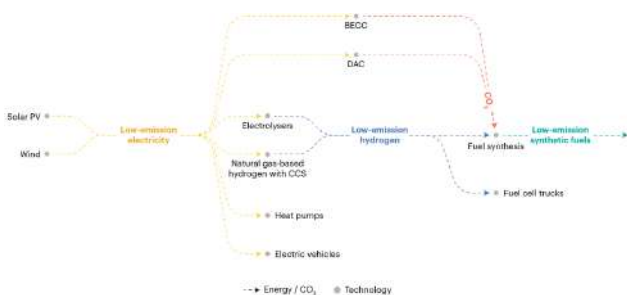 BECC
DAC
CO₂
Solar PV
Wind
Low-emission
electricity
Electrolysers
Natural gas-based
hydrogen with CCS
Low-emission
hydrogen
Fuel synthesis
Low-emission
synthetic fuels
Fuel cell trucks
Heat pumps
Electric vehicles
Energy / CO₂
Technology